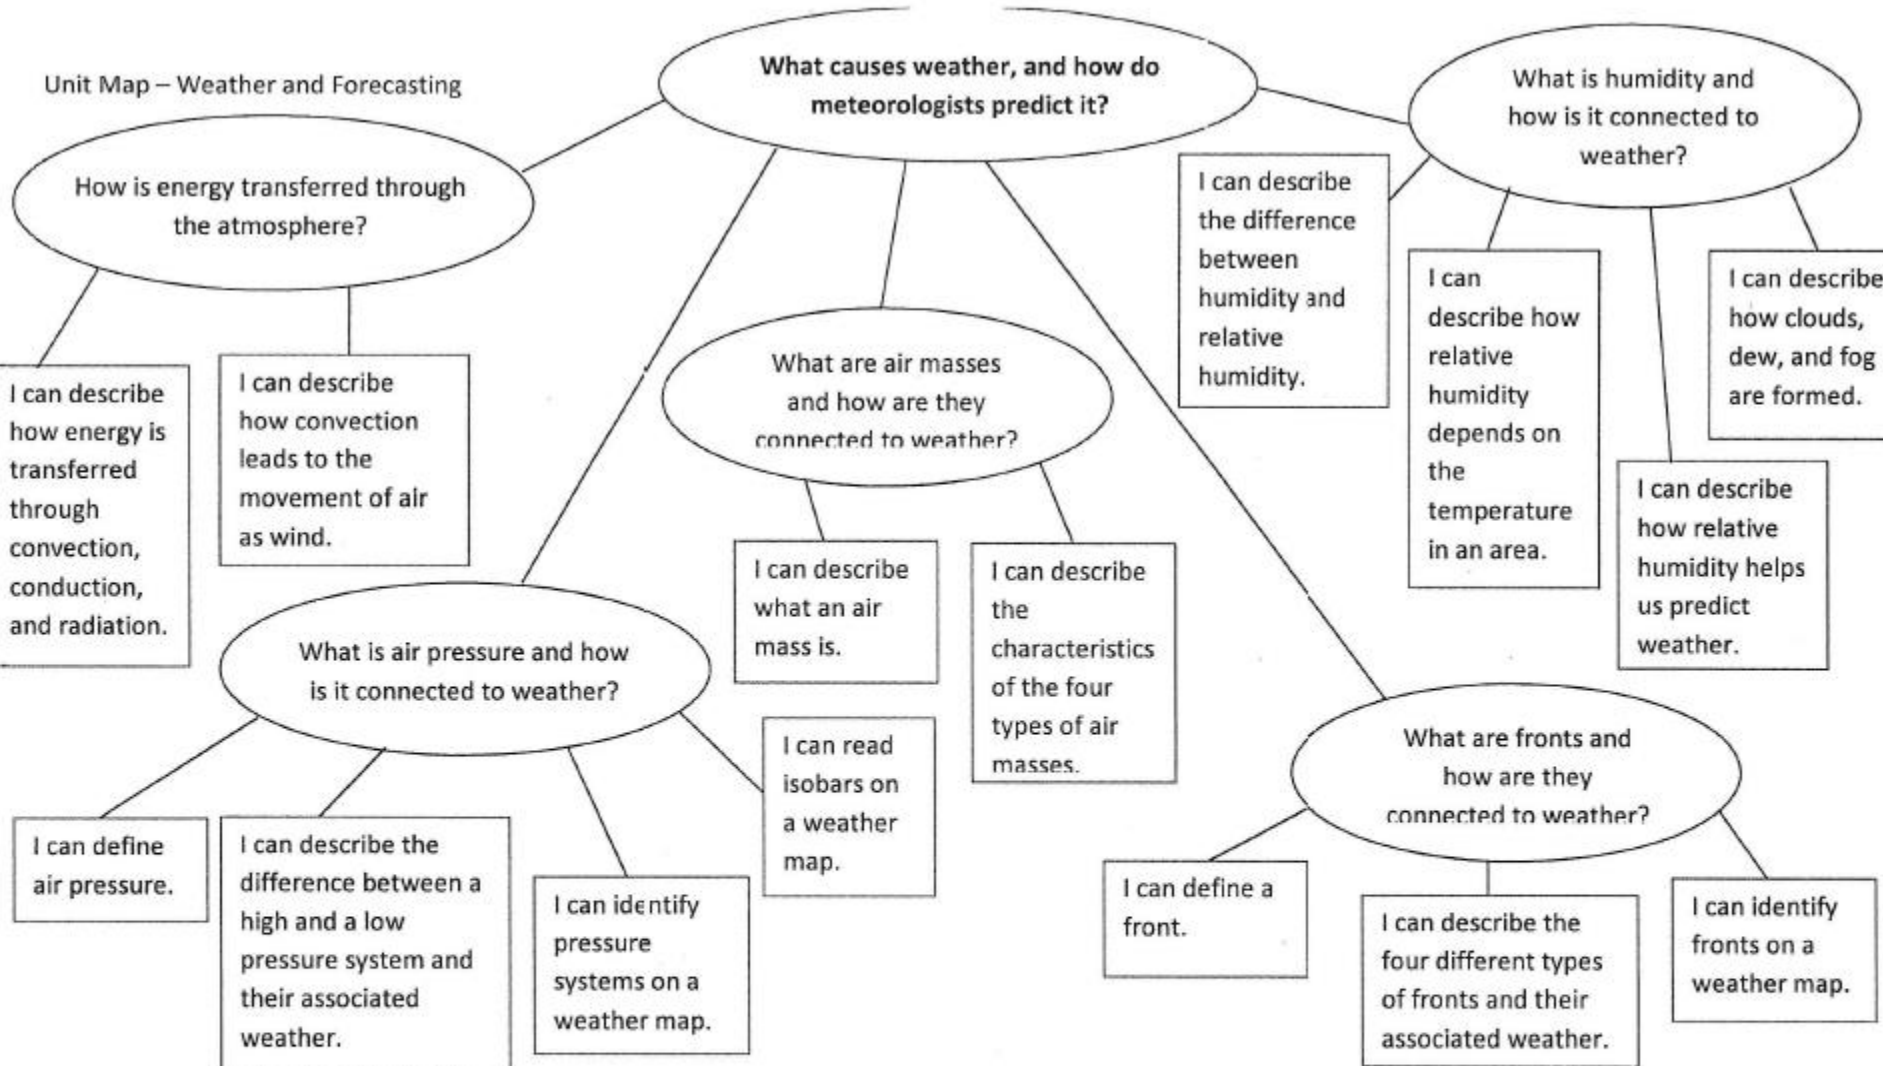 Unit Map – Weather and Forecasting
What causes weather, and how do
meteorologists predict it?
How is energy transferred through
the atmosphere?
I can describe
how energy is
transferred
through
convection,
conduction,
and radiation.
I can describe
how convection
leads to the
movement of air
as wind.
What is air pressure and how
is it connected to weather?
I can define
air pressure.
I can describe the
difference between a
high and a low
pressure system and
their associated
weather.
I can identify
pressure
systems on a
weather map.
I can read
isobars on
a weather
map.
What are air masses
and how are they
connected to weather?
I can describe
what an air
mass is.
I can describe
the
characteristics
of the four
types of air
masses.
What are fronts and
how are they
connected to weather?
I can define a
front.
I can describe the
four different types
of fronts and their
associated weather.
I can identify
fronts on a
weather map.
What is humidity and
how is it connected to
weather?
I can describe
the difference
between
humidity and
relative
humidity.
I can
describe how
relative
humidity
depends on
the
temperature
in an area.
I can describe
how relative
humidity helps
us predict
weather.
I can describe
how clouds,
dew, and fog
are formed.